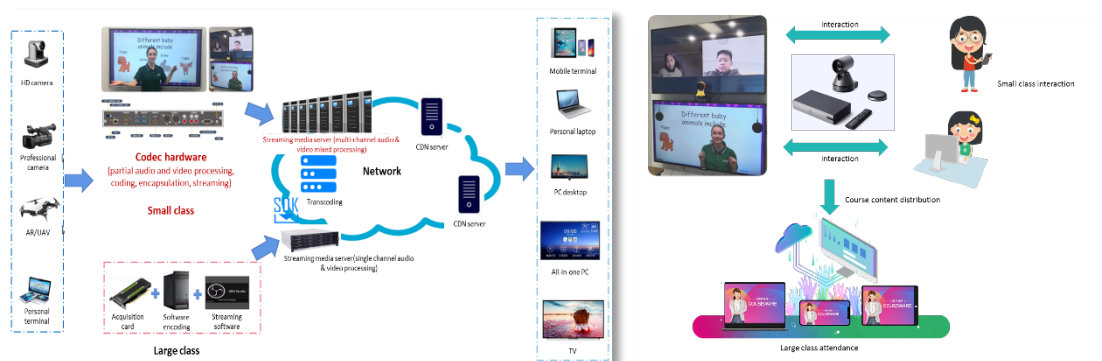 HD camera
Professional
camera
AR/UAV
Personal
terminal
Different baby
animals include
Codec hardware
(partial audio and video processing,
coding, encapsulation, streaming)
Small class
Acquisition
card
Software
encoding
Streaming
software
Large class
Streaming media server (multi-channel audio &
video mixed processing)
CDN server
Network
Transcoding
SDK
CDN server
Streaming media server(single channel audio
& video processing)
Mobile terminal
Personal laptop
PC desktop
All-in-one PC
TV
Interaction
Different baby
animals include
Small class interaction
Interaction
Course content distribution
COUSEWARE
COUSEWARE
COUSEWARE
Large class attendance